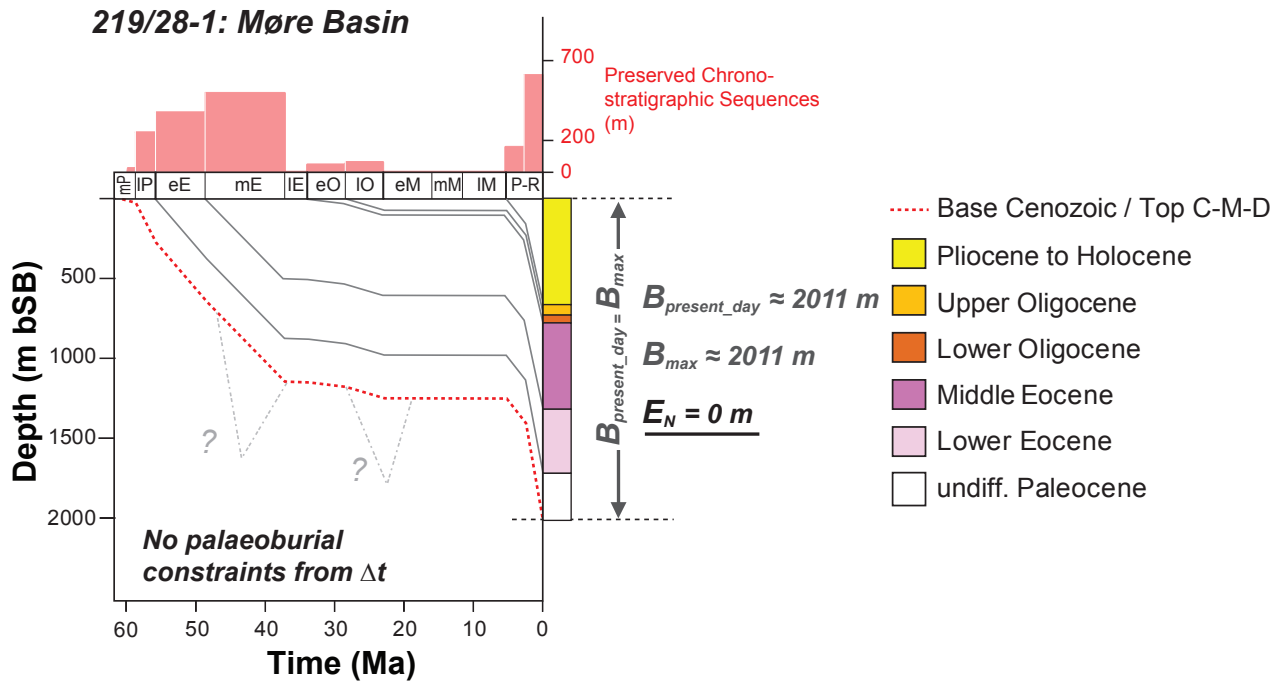 219/28-1: Møre Basin
700
200
0
Preserved Chrono-
stratigraphic Sequences
(m)
mP lP eE mE lE eO lO eM mM lM P-R
Depth (m bSB)
500
1000
1500
2000
?
?
No palaeoburial
constraints from Δt
60 50 40 30 20 10 0
Time (Ma)
B_present_day = B_max
B_present_day ≈ 2011 m
B_max ≈ 2011 m
E_N = 0 m
Base Cenozoic / Top C-M-D
Pliocene to Holocene
Upper Oligocene
Lower Oligocene
Middle Eocene
Lower Eocene
undiff. Paleocene